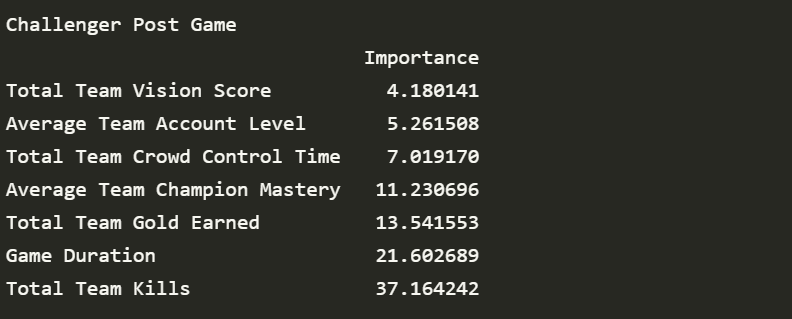 Challenger Post Game
Importance
Total Team Vision Score 4.180141
Average Team Account Level 5.261508
Total Team Crowd Control Time 7.019170
Average Team Champion Mastery 11.230696
Total Team Gold Earned 13.541553
Game Duration 21.602689
Total Team Kills 37.164242